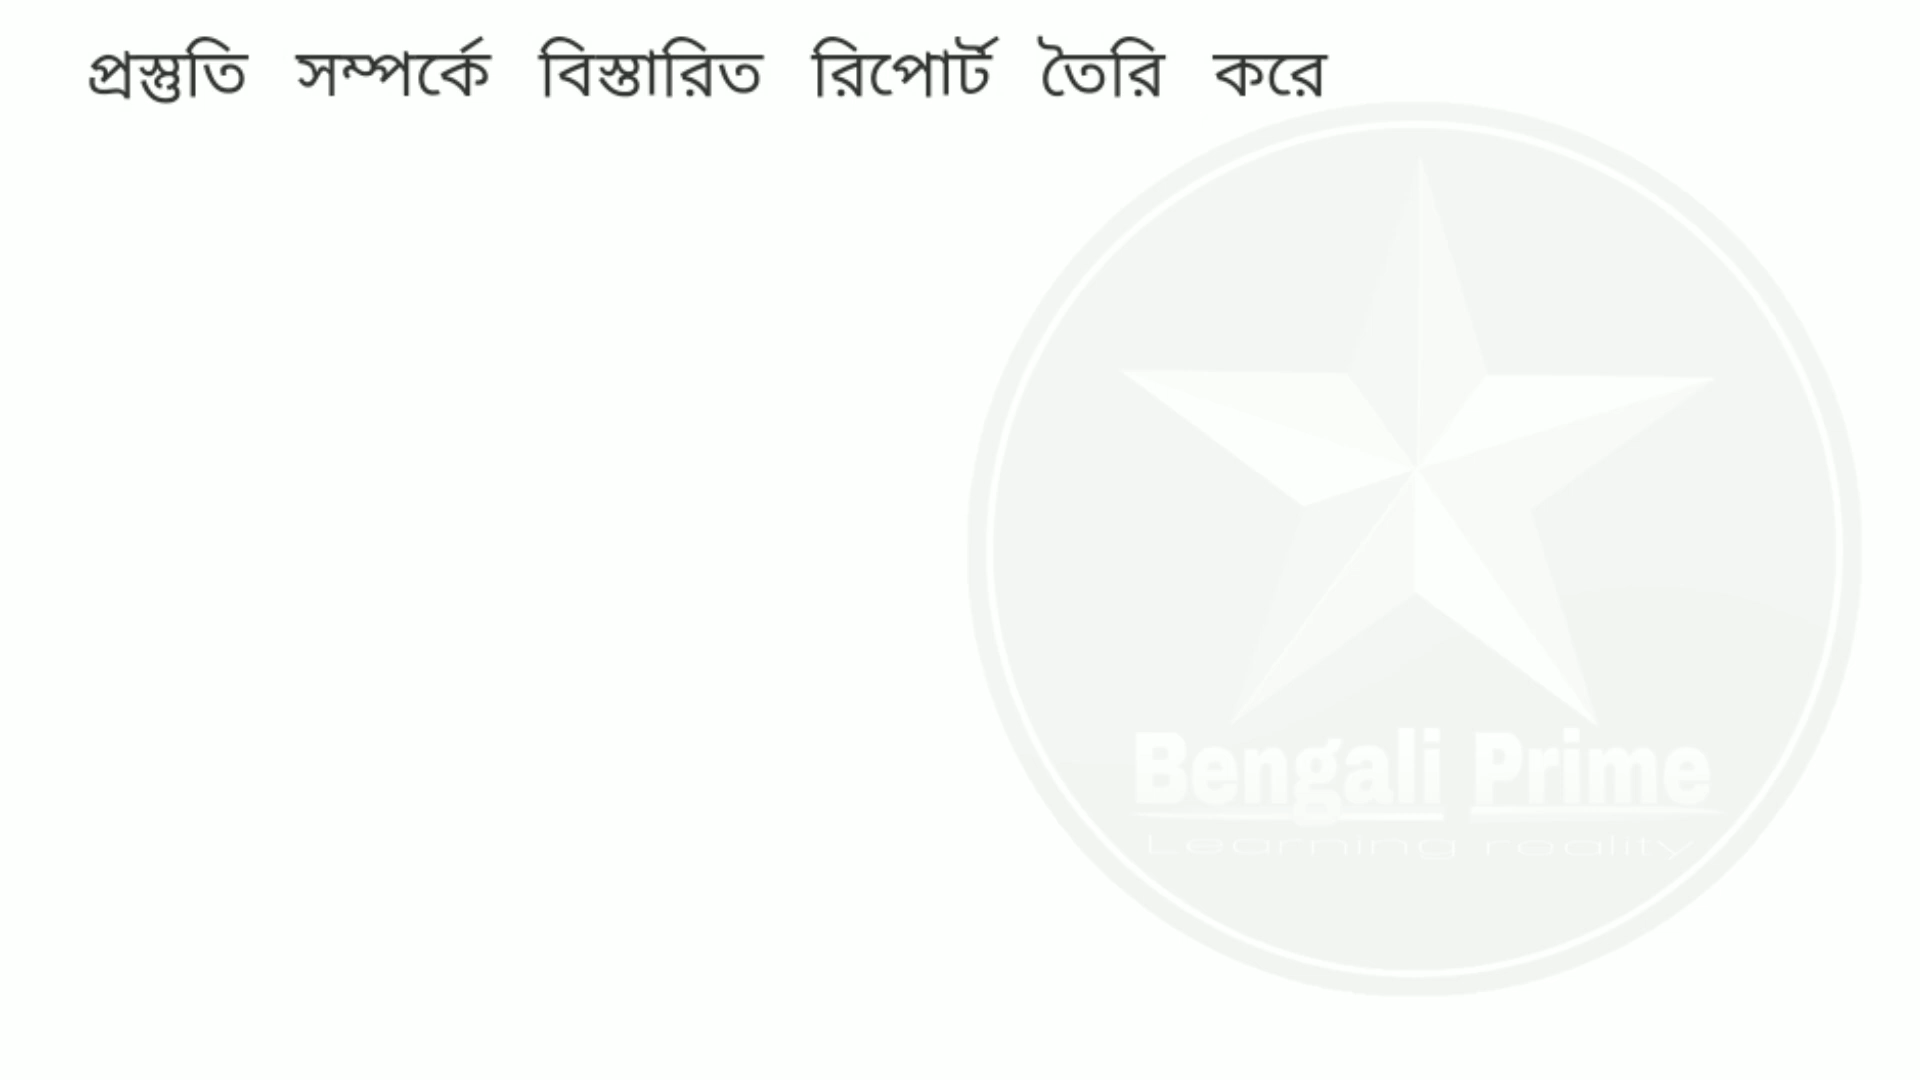 প্রস্তুতি সম্পর্কে বিস্তারিত রিপোর্ট তৈরি করে
Bengali Prime
Learning reality